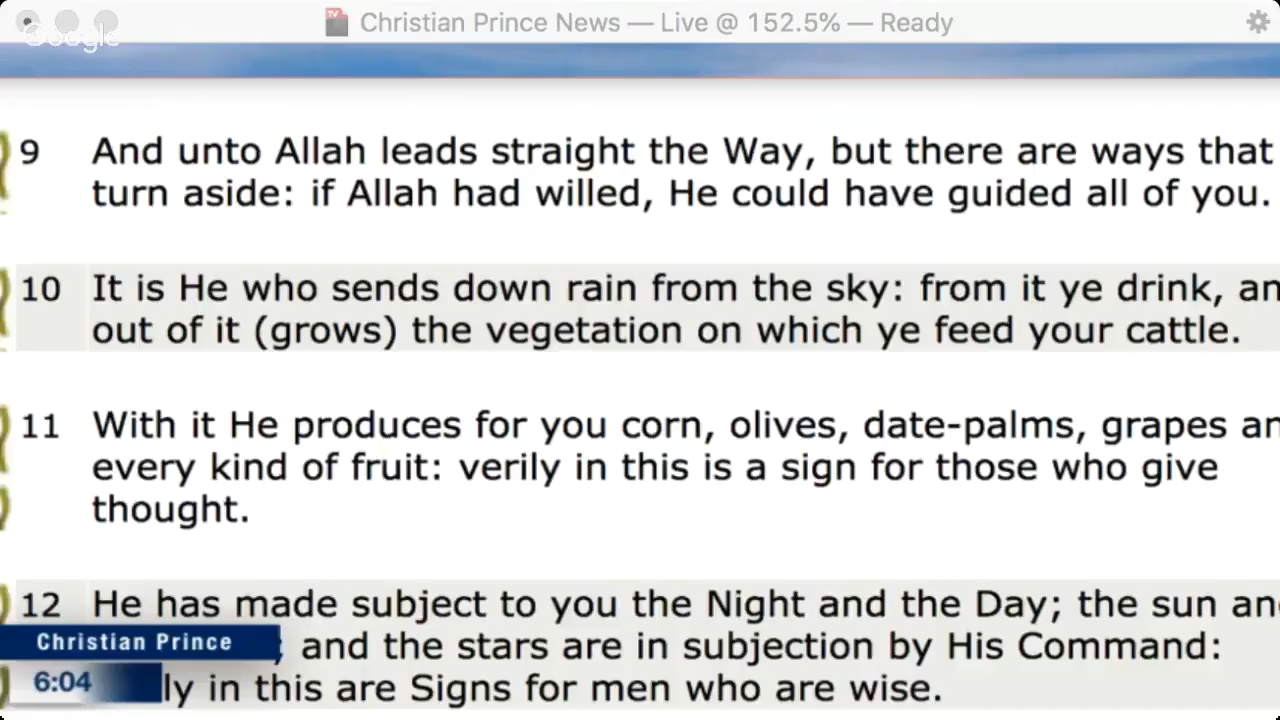 Christian Prince News — Live @ 152.5% — Ready
Google
9 And unto Allah leads straight the Way, but there are ways that
turn aside: if Allah had willed, He could have guided all of you.
10 It is He who sends down rain from the sky: from it ye drink, an
out of it (grows) the vegetation on which ye feed your cattle.
11 With it He produces for you corn, olives, date-palms, grapes an
every kind of fruit: verily in this is a sign for those who give
thought.
12 He has made subject to you the Night and the Day; the sun an
; and the stars are in subjection by His Command:
ly in this are Signs for men who are wise.
Christian Prince
6:04